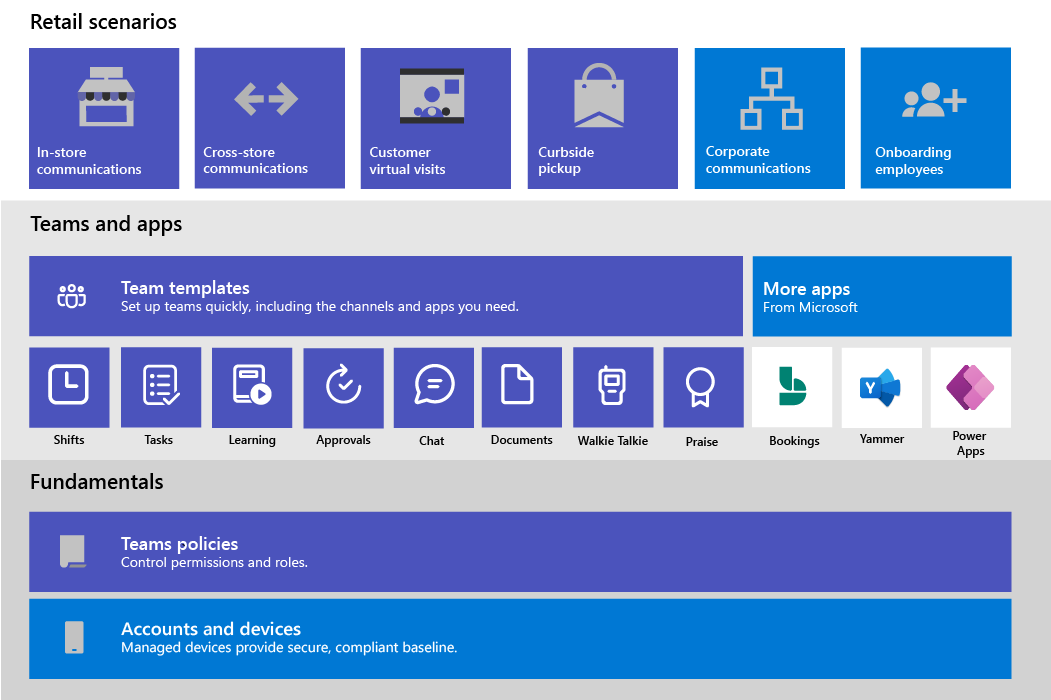 Retail scenarios
In-store
communications
Cross-store
communications
Customer
virtual visits
Curbside
pickup
Corporate
communications
Onboarding
employees
Teams and apps
Team templates
Set up teams quickly, including the channels and apps you need.
More apps
From Microsoft
Shifts
Tasks
Learning
Approvals
Chat
Documents
Walkie Talkie
Praise
Bookings
Y
Yammer
Power
Apps
Fundamentals
Teams policies
Control permissions and roles.
Accounts and devices
Managed devices provide secure, compliant baseline.